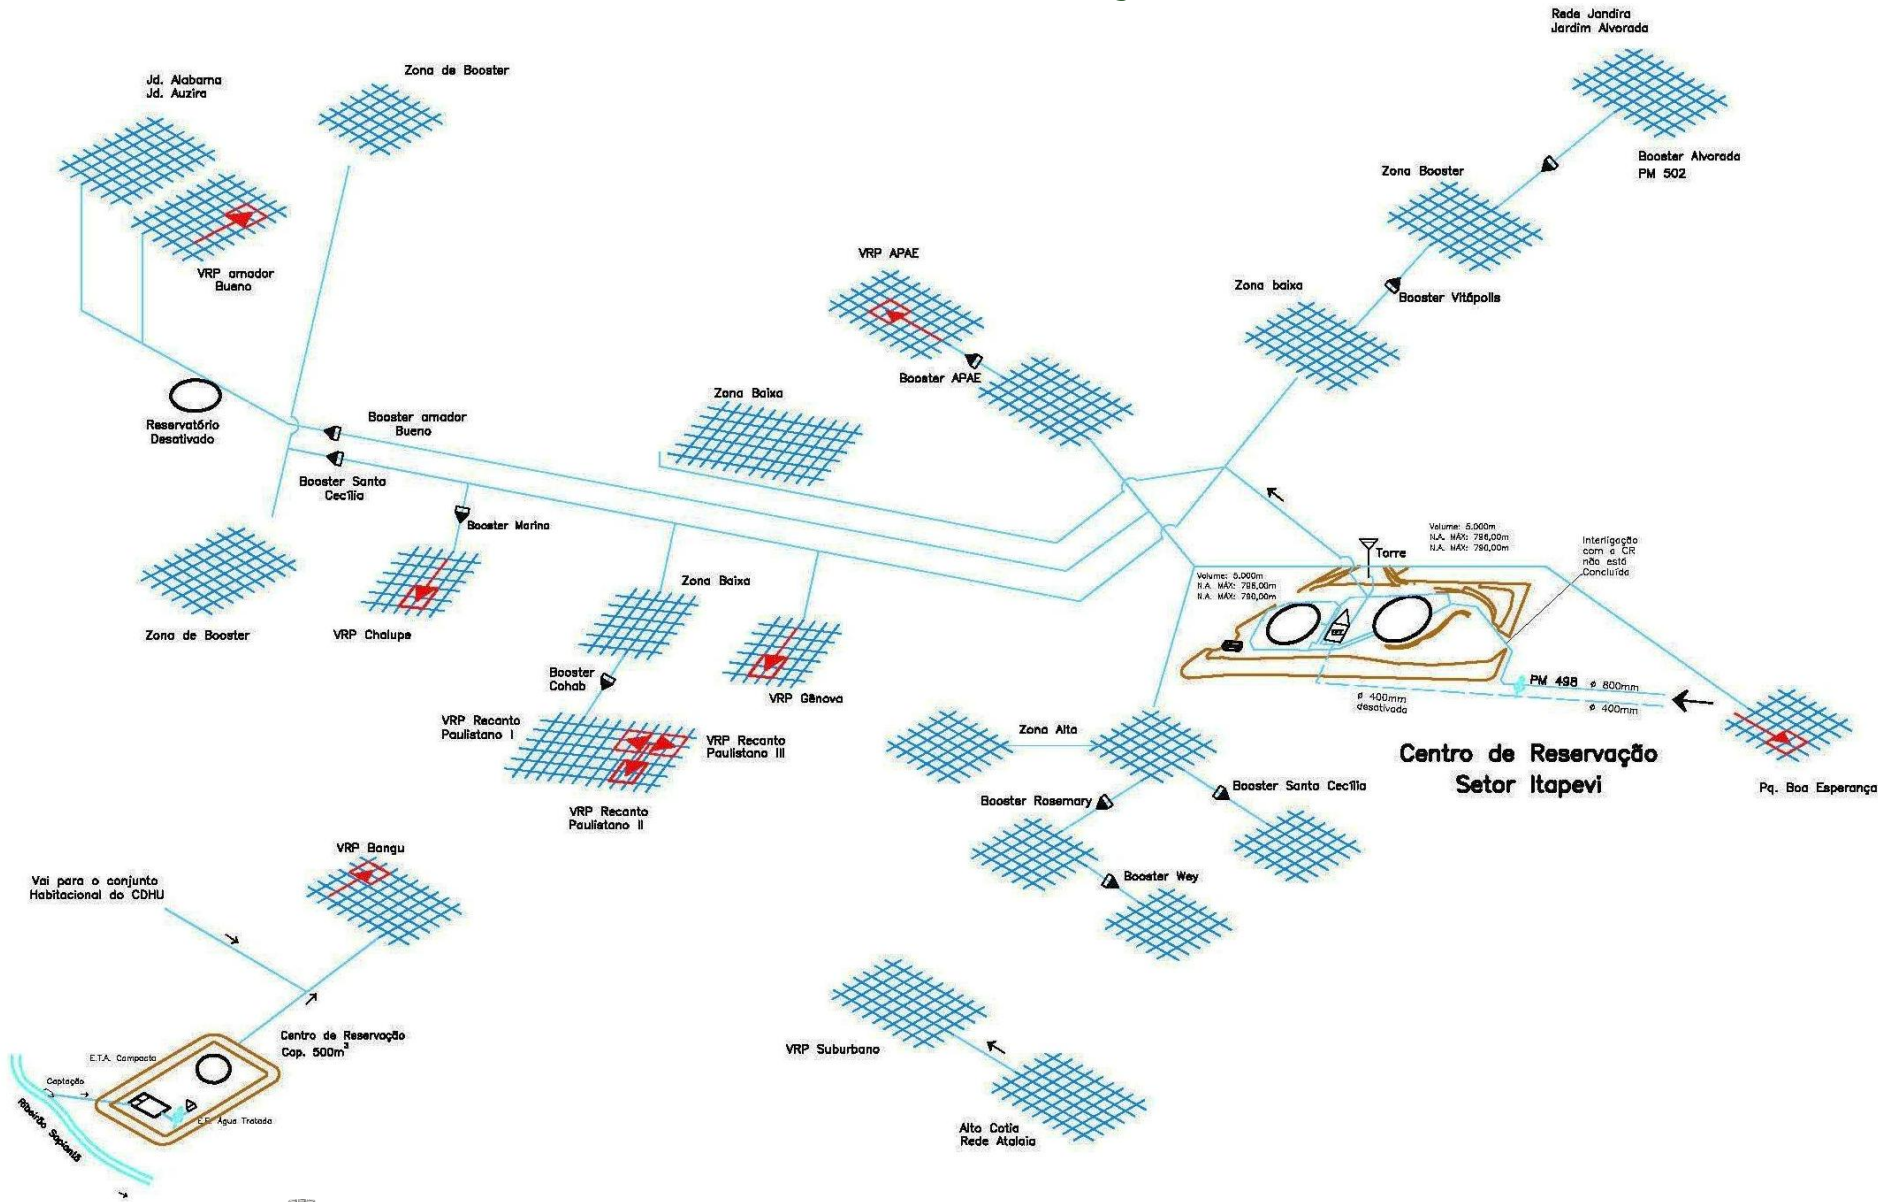 Rede Jandira
Jardim Alvorada
Zona de Booster
Jd. Alabama
Jd. Auzira
Booster Alvorada
PM 502
Zona Booster
VRP APAE
VRP amador
Bueno
Zona baixa
Booster Vitápolis
Booster APAE
Zona Baixa
Reservatório
Desativado
Booster amador
Bueno
Booster Santa
Cecília
Booster Marina
Volume: 5.000m
N.A. MÁX: 796,00m
N.A. MÁX: 790,00m
Torre
Interligação
com a CR
não está
Concluída
Volume: 5.000m
N.A. MÁX: 796,00m
N.A. MÁX: 790,00m
Zona Baixa
Zona de Booster
VRP Chalupe
Booster
Cohab
VRP Gênova
PM 498
ø 800mm
ø 400mm
desativada
ø 400mm
VRP Recanto
Paulistano I
VRP Recanto
Paulistano III
Zona Alta
Centro de Reservação
Setor Itapevi
Pq. Boa Esperança
Booster Rosemary
Booster Santa Cecília
VRP Recanto
Paulistano II
VRP Bangu
Booster Wey
Vai para o conjunto
Habitacional do CDHU
Centro de Reservação
Cap. 500m³
VRP Suburbano
E.T.A. Compacta
Captação
E.E. Água Tratada
Ribeirão Sapiantã
Alto Cotia
Rede Atalaia